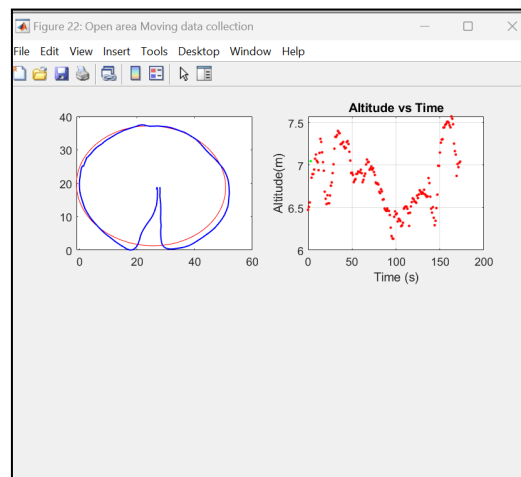 Figure 22: Open area Moving data collection
File Edit View Insert Tools Desktop Window Help
40
30
20
10
0
0 20 40 60
Altitude vs Time
7.5
7
6.5
6
Altitude(m)
0 50 100 150 200
Time (s)